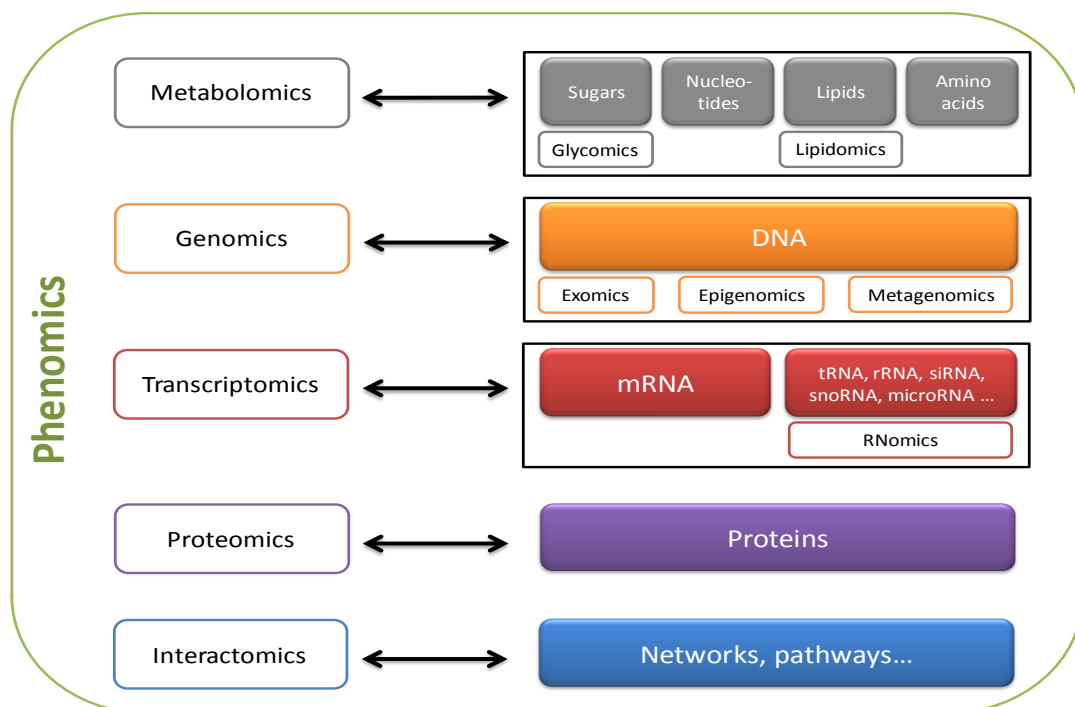 Phenomics
Metabolomics
Sugars
Nucleo-
tides
Lipids
Amino
acids
Glycomics
Lipidomics
Genomics
DNA
Exomics
Epigenomics
Metagenomics
Transcriptomics
mRNA
tRNA, rRNA, siRNA,
snoRNA, microRNA ...
RNomics
Proteomics
Proteins
Interactomics
Networks, pathways...